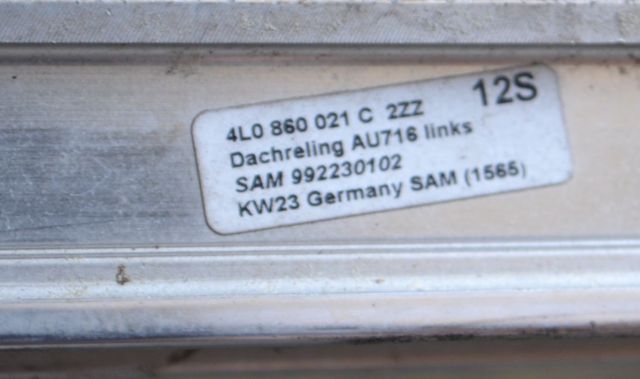 12S
4L0 860 021 C 2ZZ
Dachreling AU716 links
SAM 992230102
KW23 Germany SAM (1565)